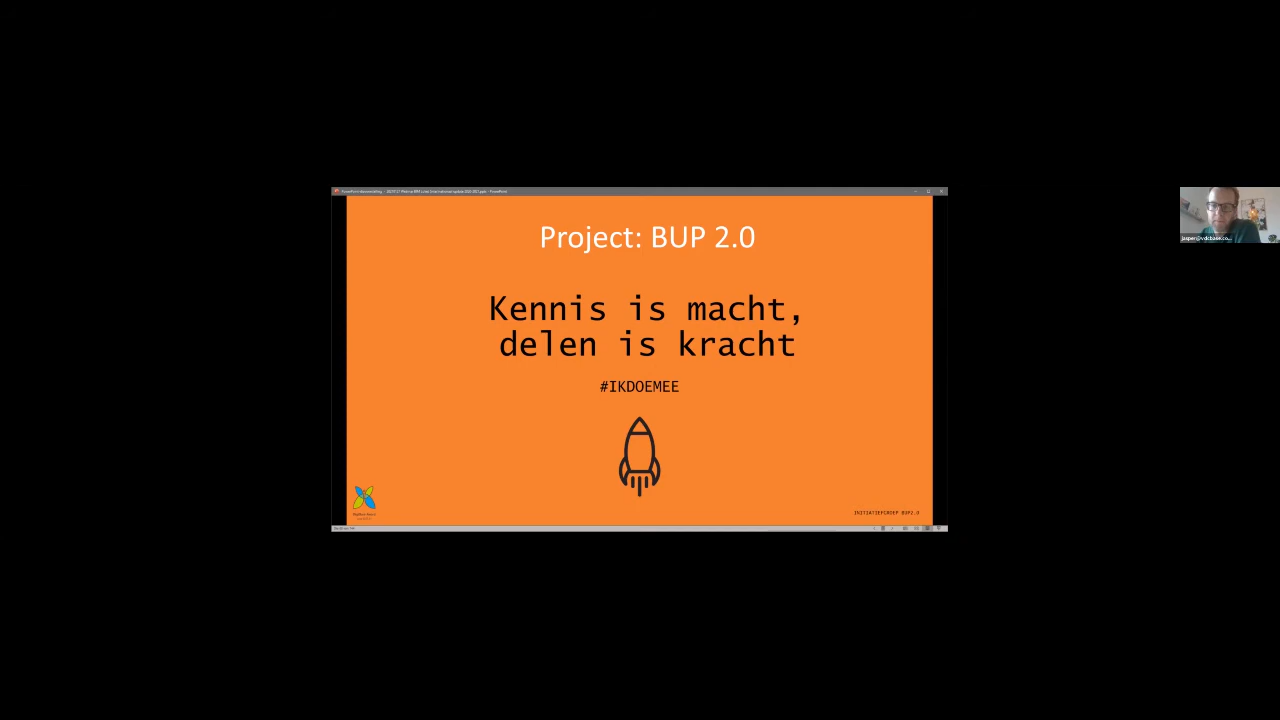 Project: BUP 2.0
Kennis is macht,
delen is kracht
#IKDOEMEE
INITIATIEFGROEP BUP2.0